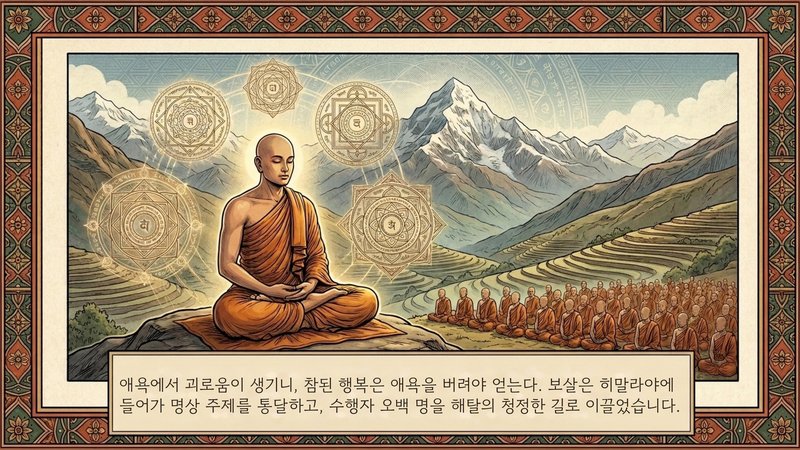 애욕에서 괴로움이 생기니, 참된 행복은 애욕을 버려야 얻는다. 보살은 히말라야에
들어가 명상 주제를 통달하고, 수행자 오백 명을 해탈의 청정한 길로 이끌었습니다.